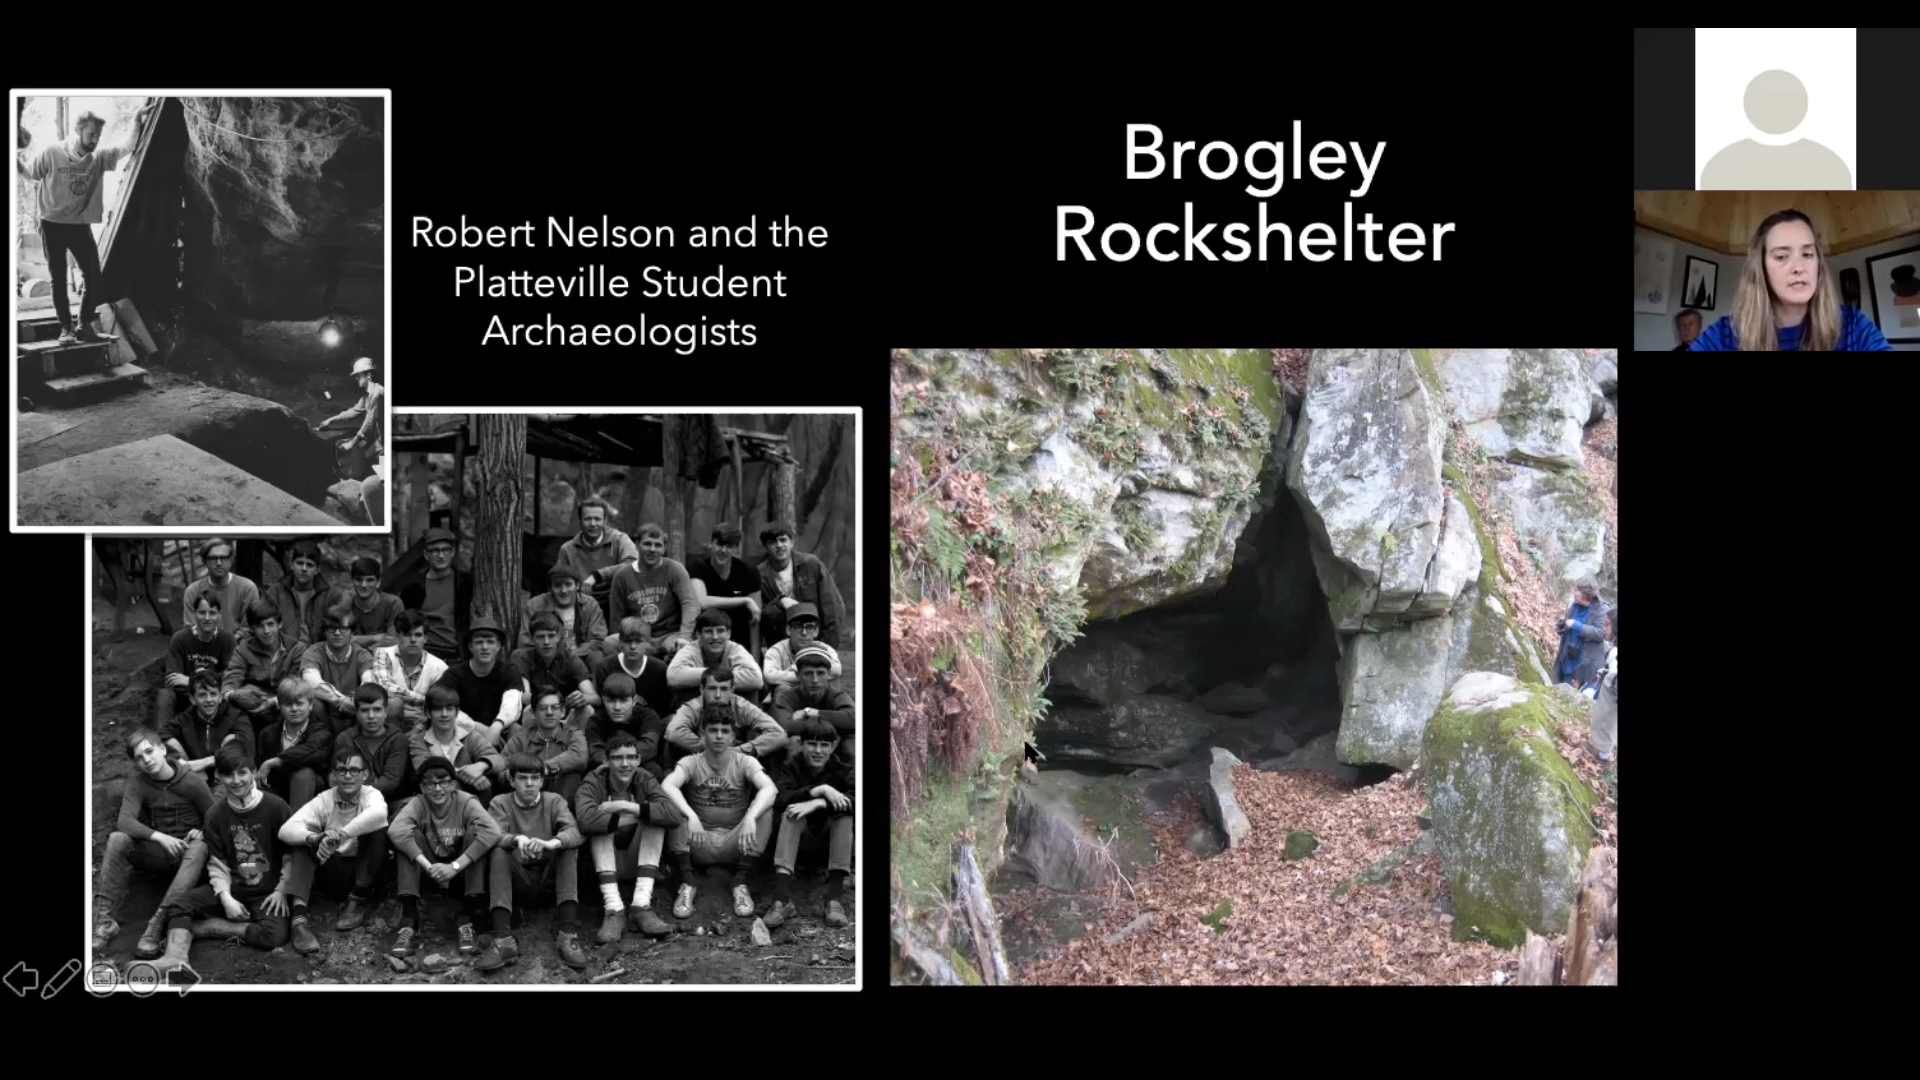 Brogley
Rockshelter
Robert Nelson and the
Platteville Student
Archaeologists